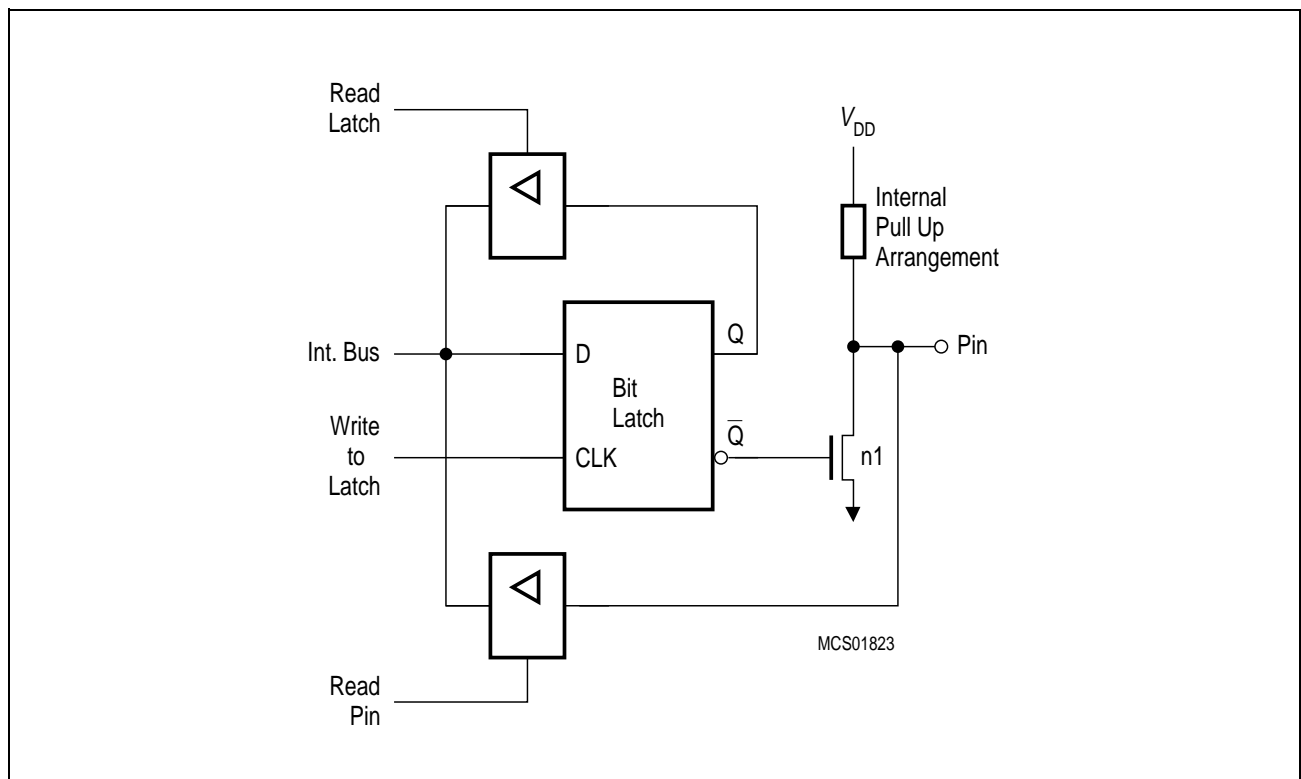 Read
Latch
V DD
Internal
Pull Up
Arrangement
Int. Bus
D
Q
Pin
Bit
Latch
Write
to
Latch
CLK
Q̅
n1
MCS01823
Read
Pin